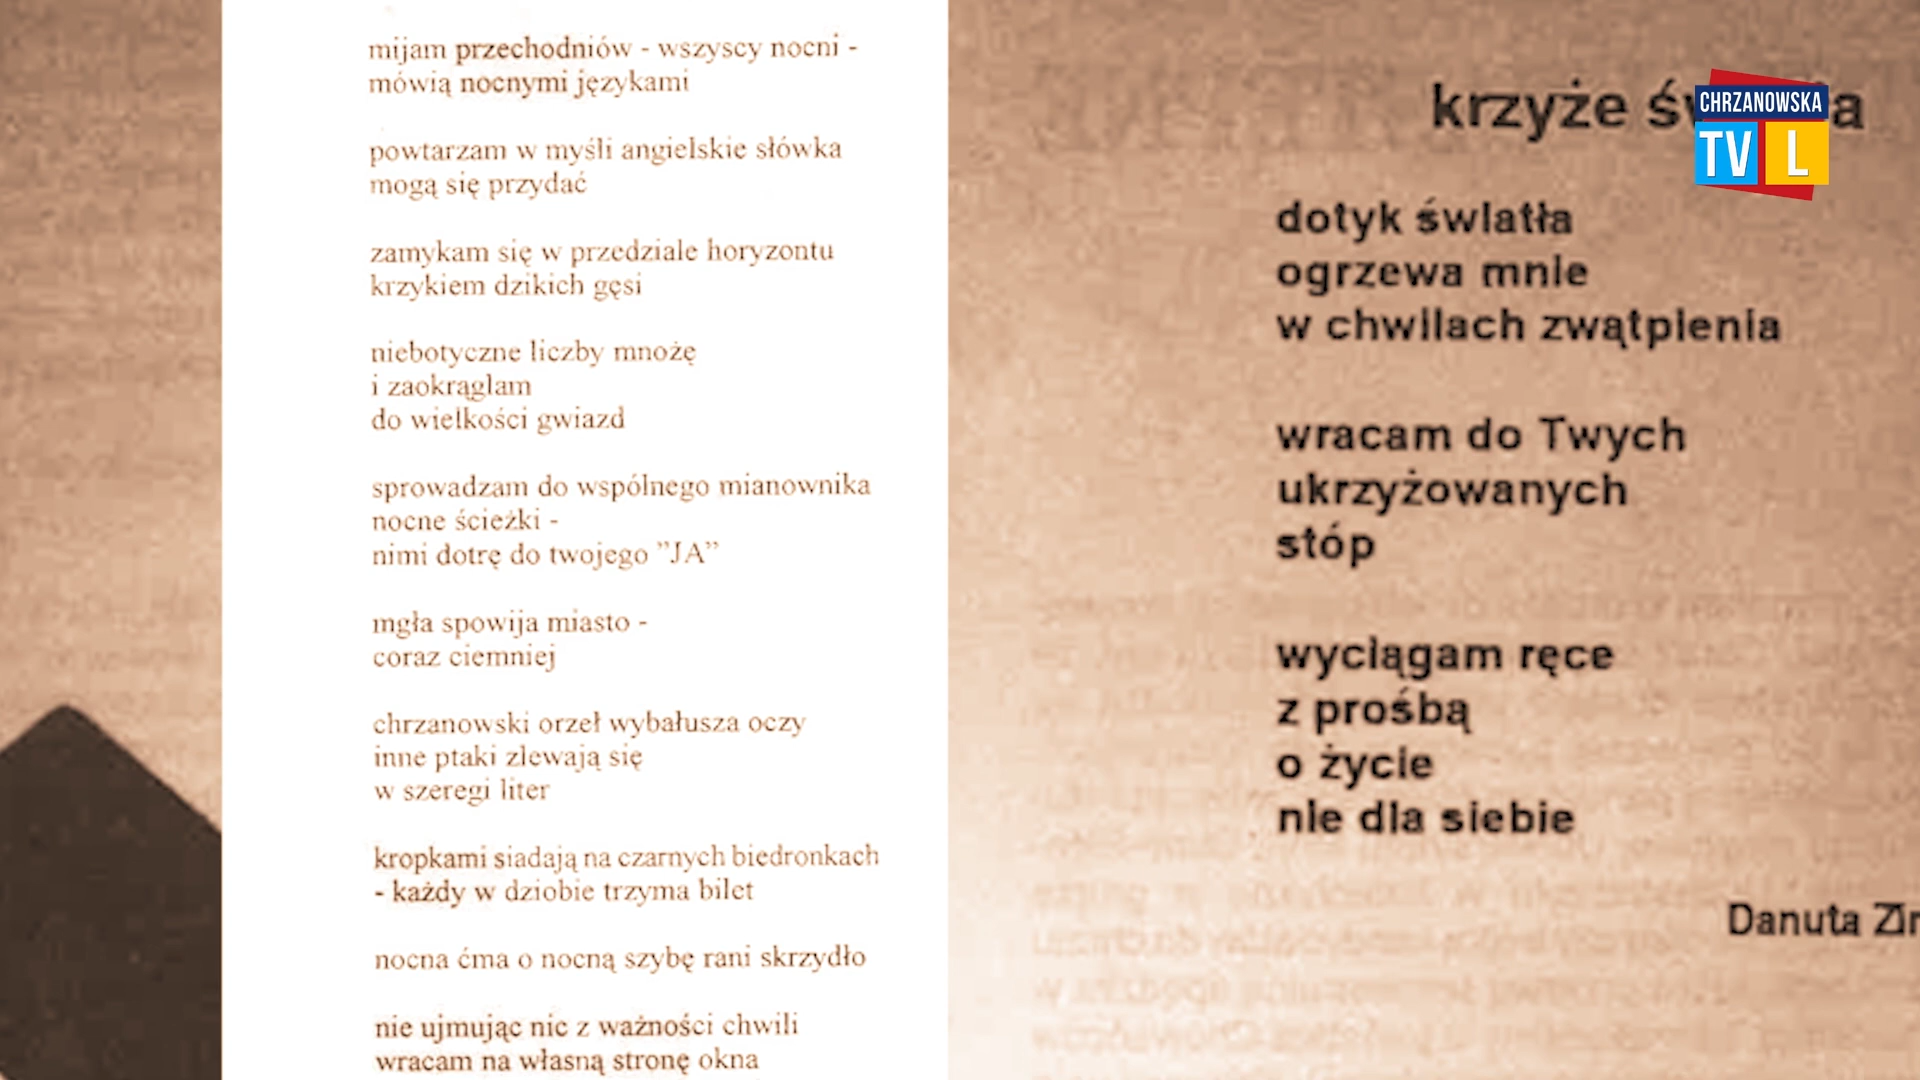 mijam przechodniów - wszyscy nocni -
mówią nocnymi językami
powtarzam w myśli angielskie słówka
mogą się przydać
zamykam się w przedziale horyzontu
krzykiem dzikich gęsi
niebotyczne liczby mnożę
i zaokrąglam
do wielkości gwiazd
sprowadzam do wspólnego mianownika
nocne ścieżki -
nimi dotrę do twojego ”JA”
mgła spowija miasto -
coraz ciemniej
chrzanowski orzeł wybałusza oczy
inne ptaki zlewają się
w szeregi liter
kropkami siadają na czarnych biedronkach
- każdy w dziobie trzyma bilet
nocna ćma o nocną szybę rani skrzydło
nie ujmując nic z ważności chwili
wracam na własną stronę okna
krzyże
dotyk światła
ogrzewa mnie
w chwilach zwątpienia
wracam do Twych
ukrzyżowanych
stóp
wyciągam ręce
z prośbą
o życie
nie dla siebie
Danuta
CHRZANOWSKA
TV L